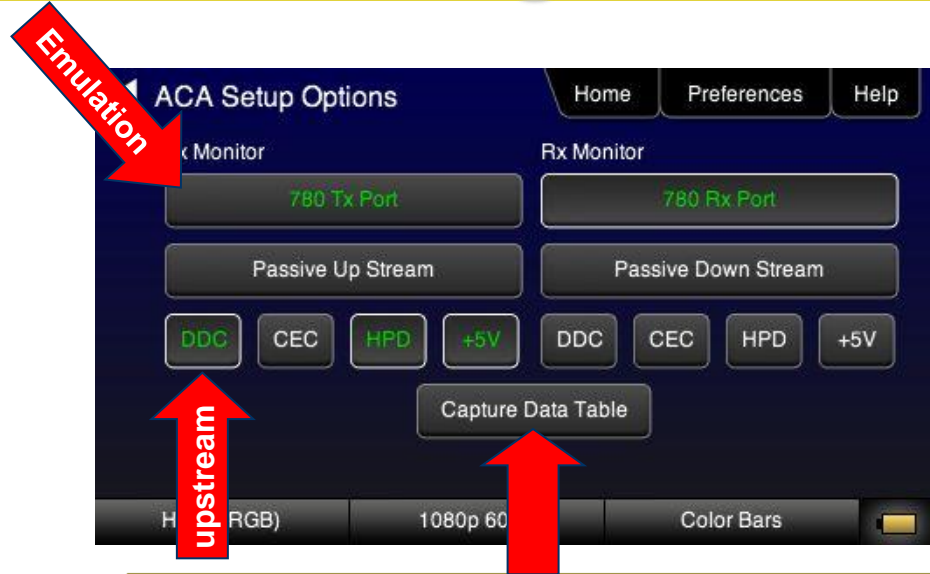 Emulation
ACA Setup Options
Home
Preferences
Help
x Monitor
Rx Monitor
780 Tx Port
780 Rx Port
Passive Up Stream
Passive Down Stream
DDC
CEC
HPD
+5V
DDC
CEC
HPD
+5V
Capture Data Table
upstream
H RGB)
1080p 60
Color Bars